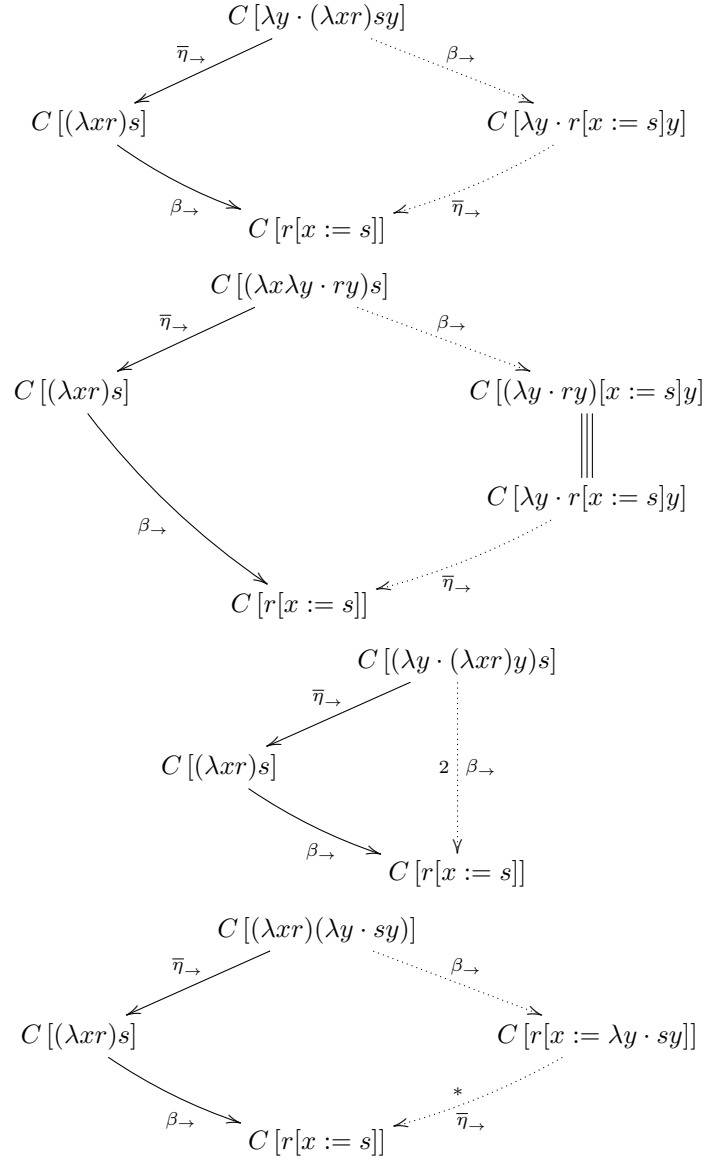 C [λy · (λxr)sy]
η̅→ β→
C [(λxr)s] C [λy · r[x := s]y]
β→ η̅→
C [r[x := s]]
C [(λxλy · ry)s]
η̅→ β→
C [(λxr)s] C [(λy · ry)[x := s]y]
C [λy · r[x := s]y]
β→
η̅→
C [r[x := s]]
C [(λy · (λxr)y)s]
η̅→
C [(λxr)s] 2 β→
β→
C [r[x := s]]
C [(λxr)(λy · sy)]
η̅→ β→
C [(λxr)s] C [r[x := λy · sy]]
*
β→ η̅→
C [r[x := s]]